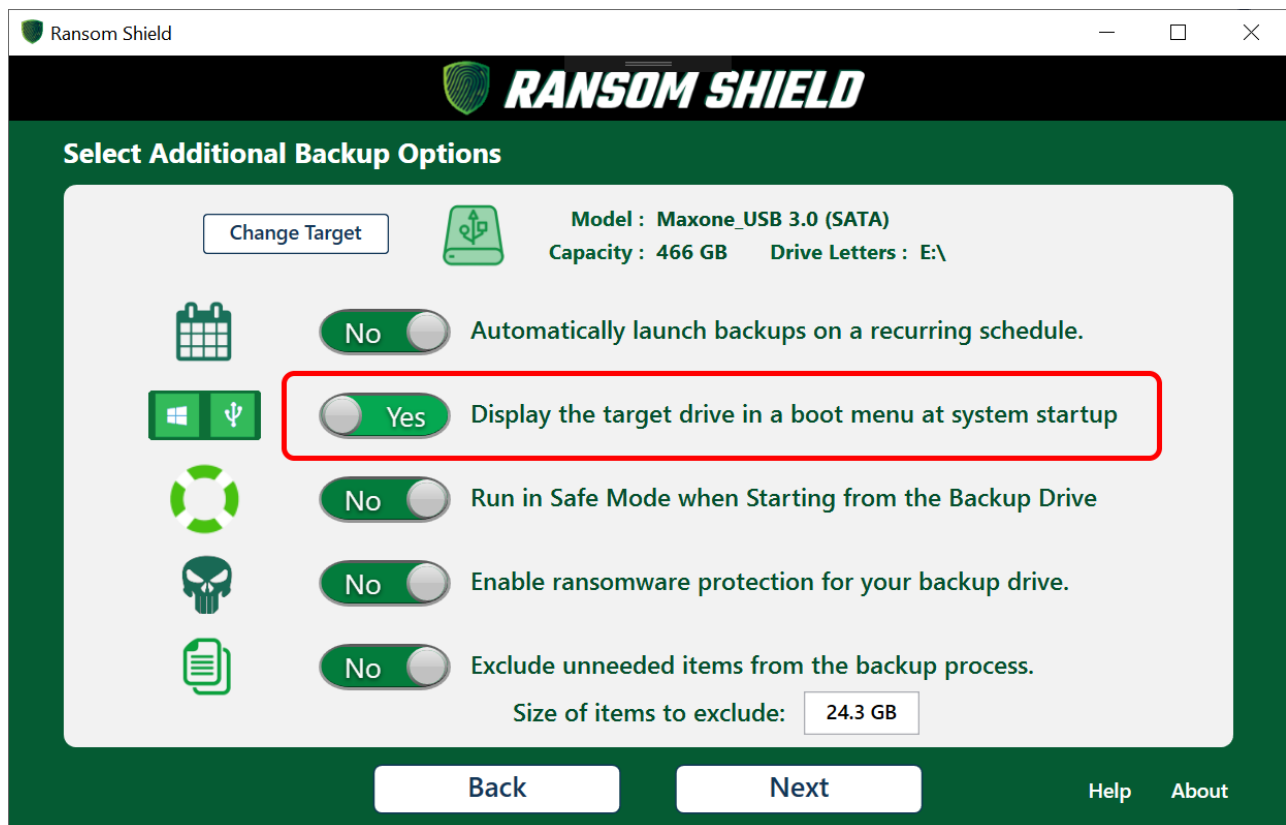 Ransom Shield
RANSOM SHIELD
Select Additional Backup Options
Change Target
Model : Maxone_USB 3.0 (SATA)
Capacity : 466 GB Drive Letters : E:\
No Automatically launch backups on a recurring schedule.
Yes Display the target drive in a boot menu at system startup
No Run in Safe Mode when Starting from the Backup Drive
No Enable ransomware protection for your backup drive.
No Exclude unneeded items from the backup process.
Size of items to exclude: 24.3 GB
Back Next Help About